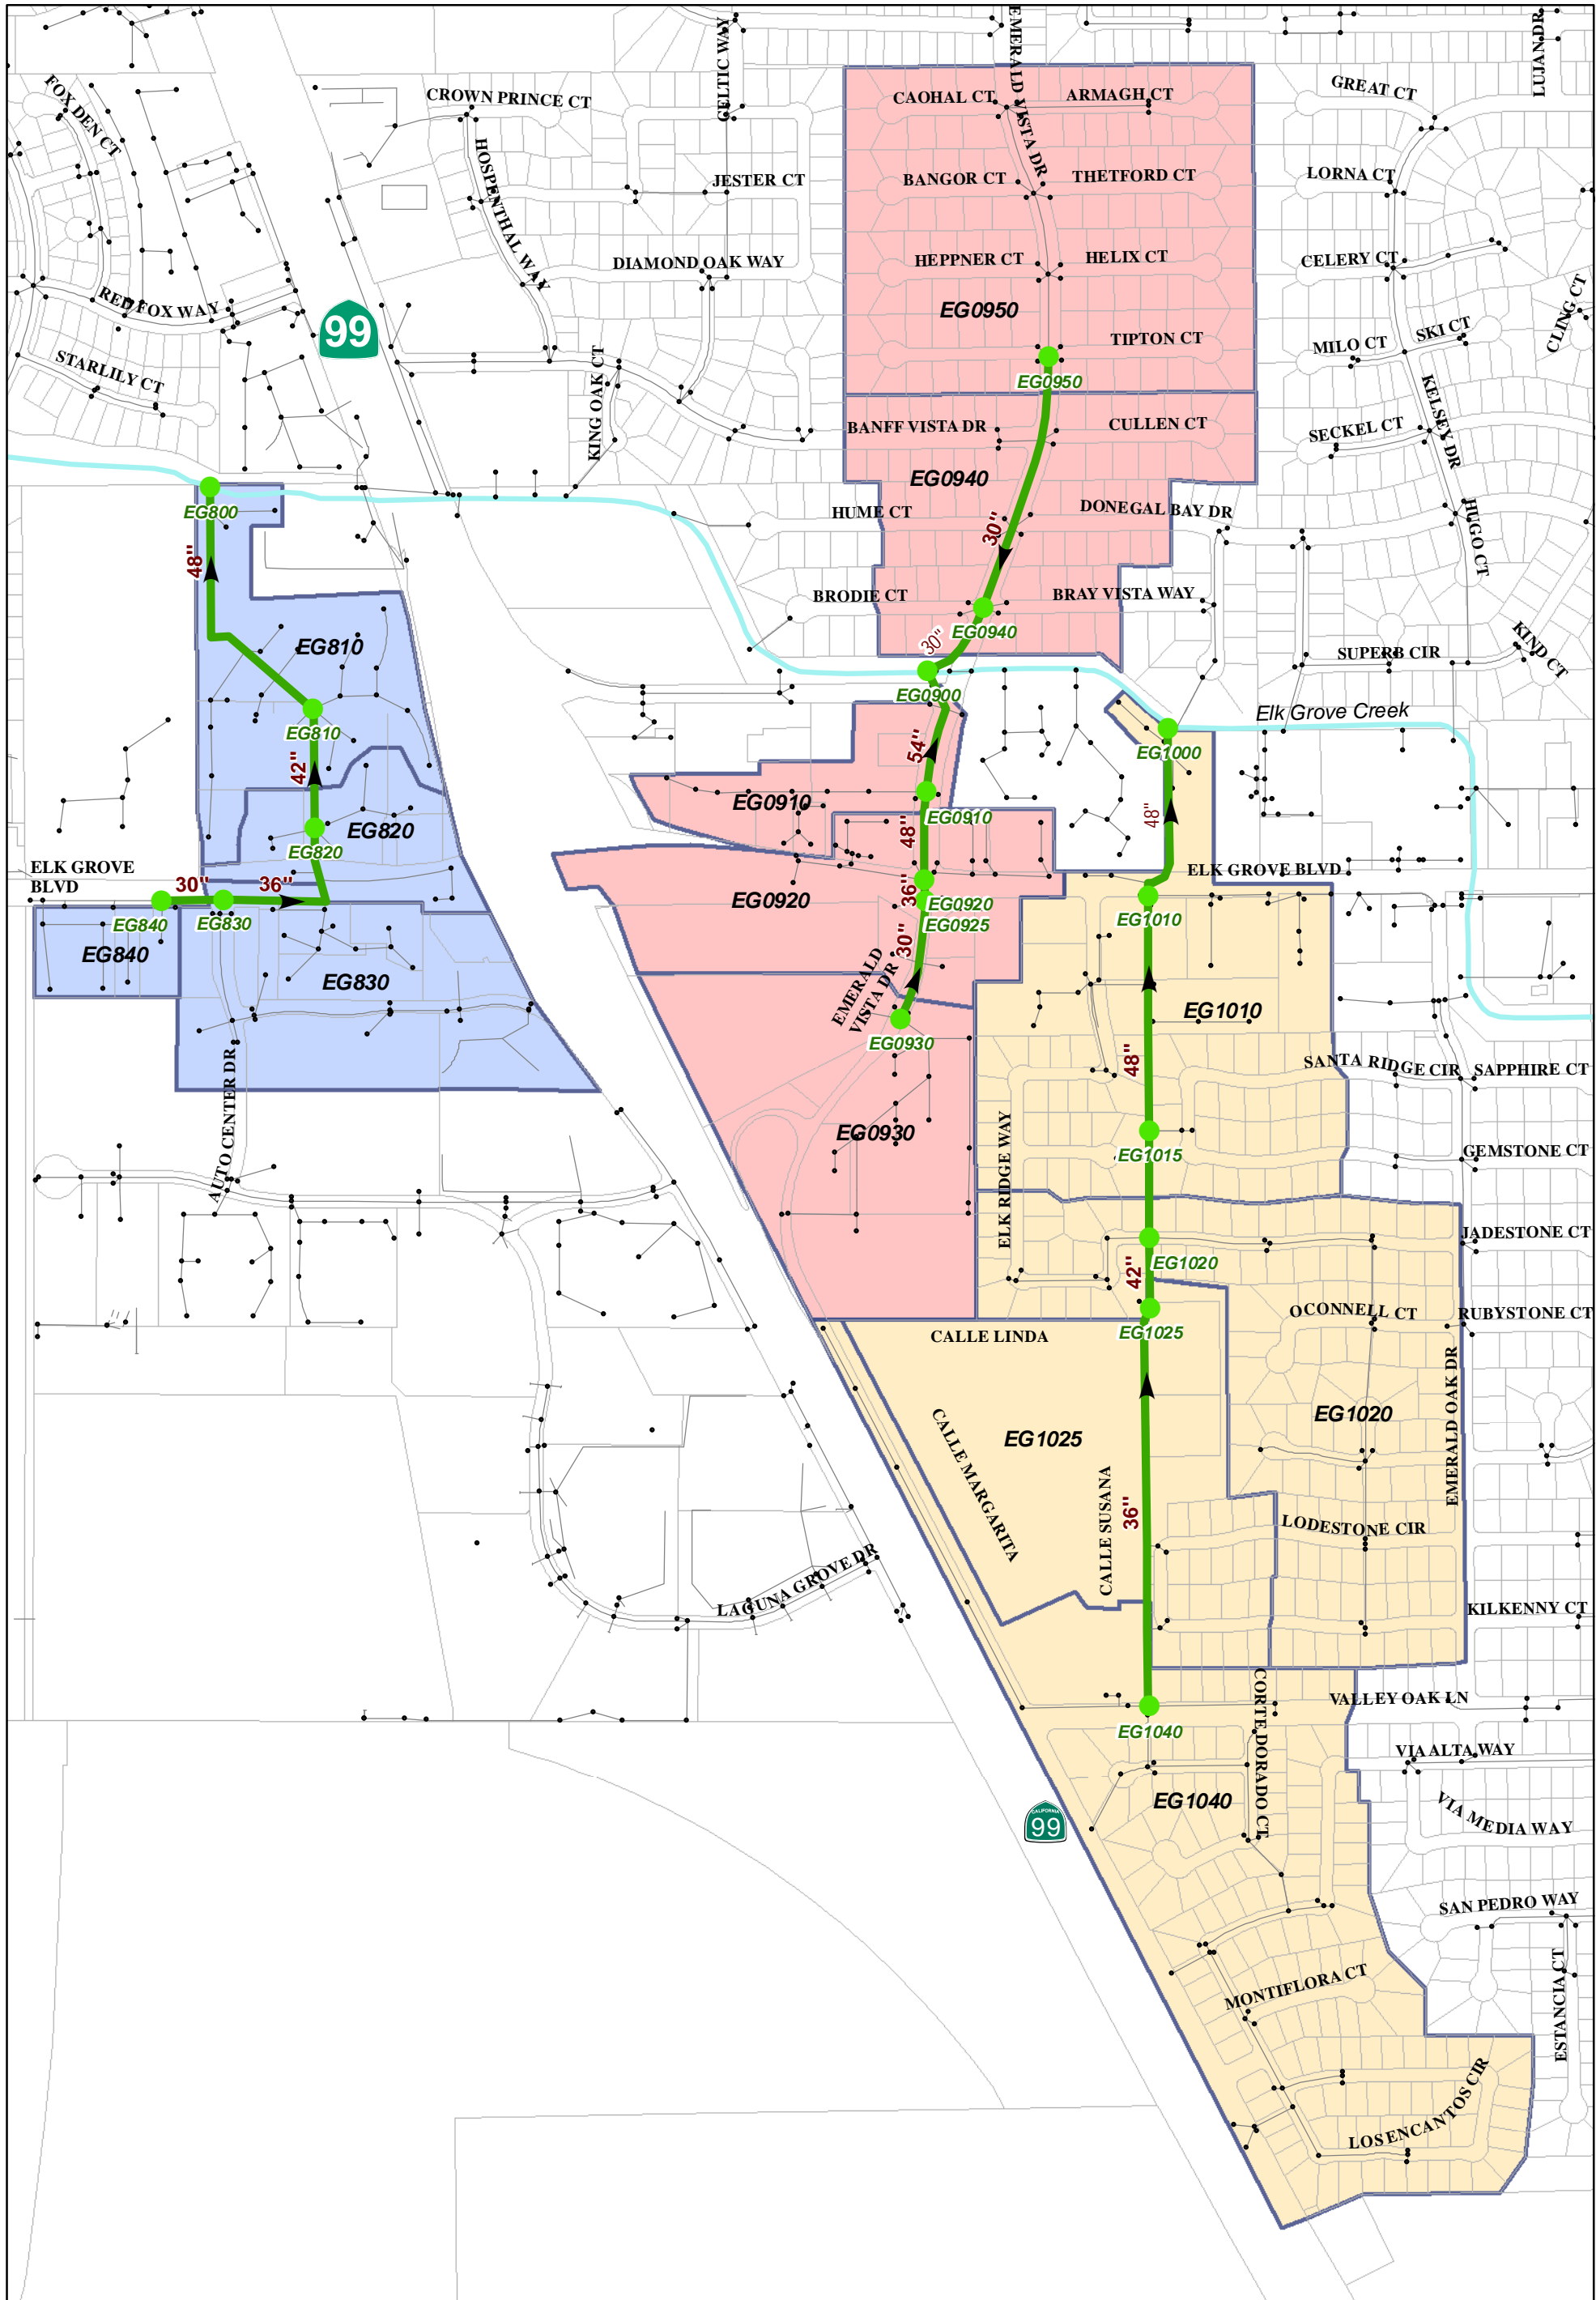 EMERALD VISTA DR
CELTIC WAY
LUJAN DR
FOX DEN CT
CROWN PRINCE CT
CAOHAL CT
ARMAGH CT
GREAT CT
HOSPENTHAL WAY
JESTER CT
BANGOR CT
THETFORD CT
LORNA CT
DIAMOND OAK WAY
HEPPNER CT
HELIX CT
CELERY CT
RED FOX WAY
99
EG0950
CLING CT
STARLILY CT
KING OAK CT
TIPTON CT
MILO CT
SKI CT
EG0950
KELSEY DR
BANFF VISTA DR
CULLEN CT
SECKEL CT
EG0940
EG800
HUME CT
DONEGAL BAY DR
HUGO CT
30"
48"
BRODIE CT
BRAY VISTA WAY
EG0940
30"
EG810
SUPERB CIR
KIND CT
EG0900
Elk Grove Creek
EG810
54"
EG1000
42"
EG0910
EG0910
48"
EG820
48"
EG820
ELK GROVE
BLVD
30"
36"
EG0920
36"
EG0920
ELK GROVE BLVD
EG840
EG830
EG0925
EG1010
30"
EG840
EG830
EMERALD
VISTA DR
EG1010
EG0930
48"
SANTA RIDGE CIR
SAPPHIRE CT
AUTO CENTER DR
EG0930
ELK RIDGE WAY
EG1015
GEMSTONE CT
JADESTONE CT
EG1020
42"
OCONNELL CT
RUBYSTONE CT
CALLE LINDA
EG1025
EMERALD OAK DR
EG1025
EG1020
CALLE MARGARITA
CALLE SUSANA
36"
LODESTONE CIR
LAGUNA GROVE DR
KILKENNY CT
CORTE DORADO CT
VALLEY OAK LN
EG1040
VIA ALTA WAY
EG1040
CALIFORNIA
99
VIA MEDIA WAY
SAN PEDRO WAY
MONTIFLORA CT
ESTANCIA CT
LOS ENCANTOS CIR